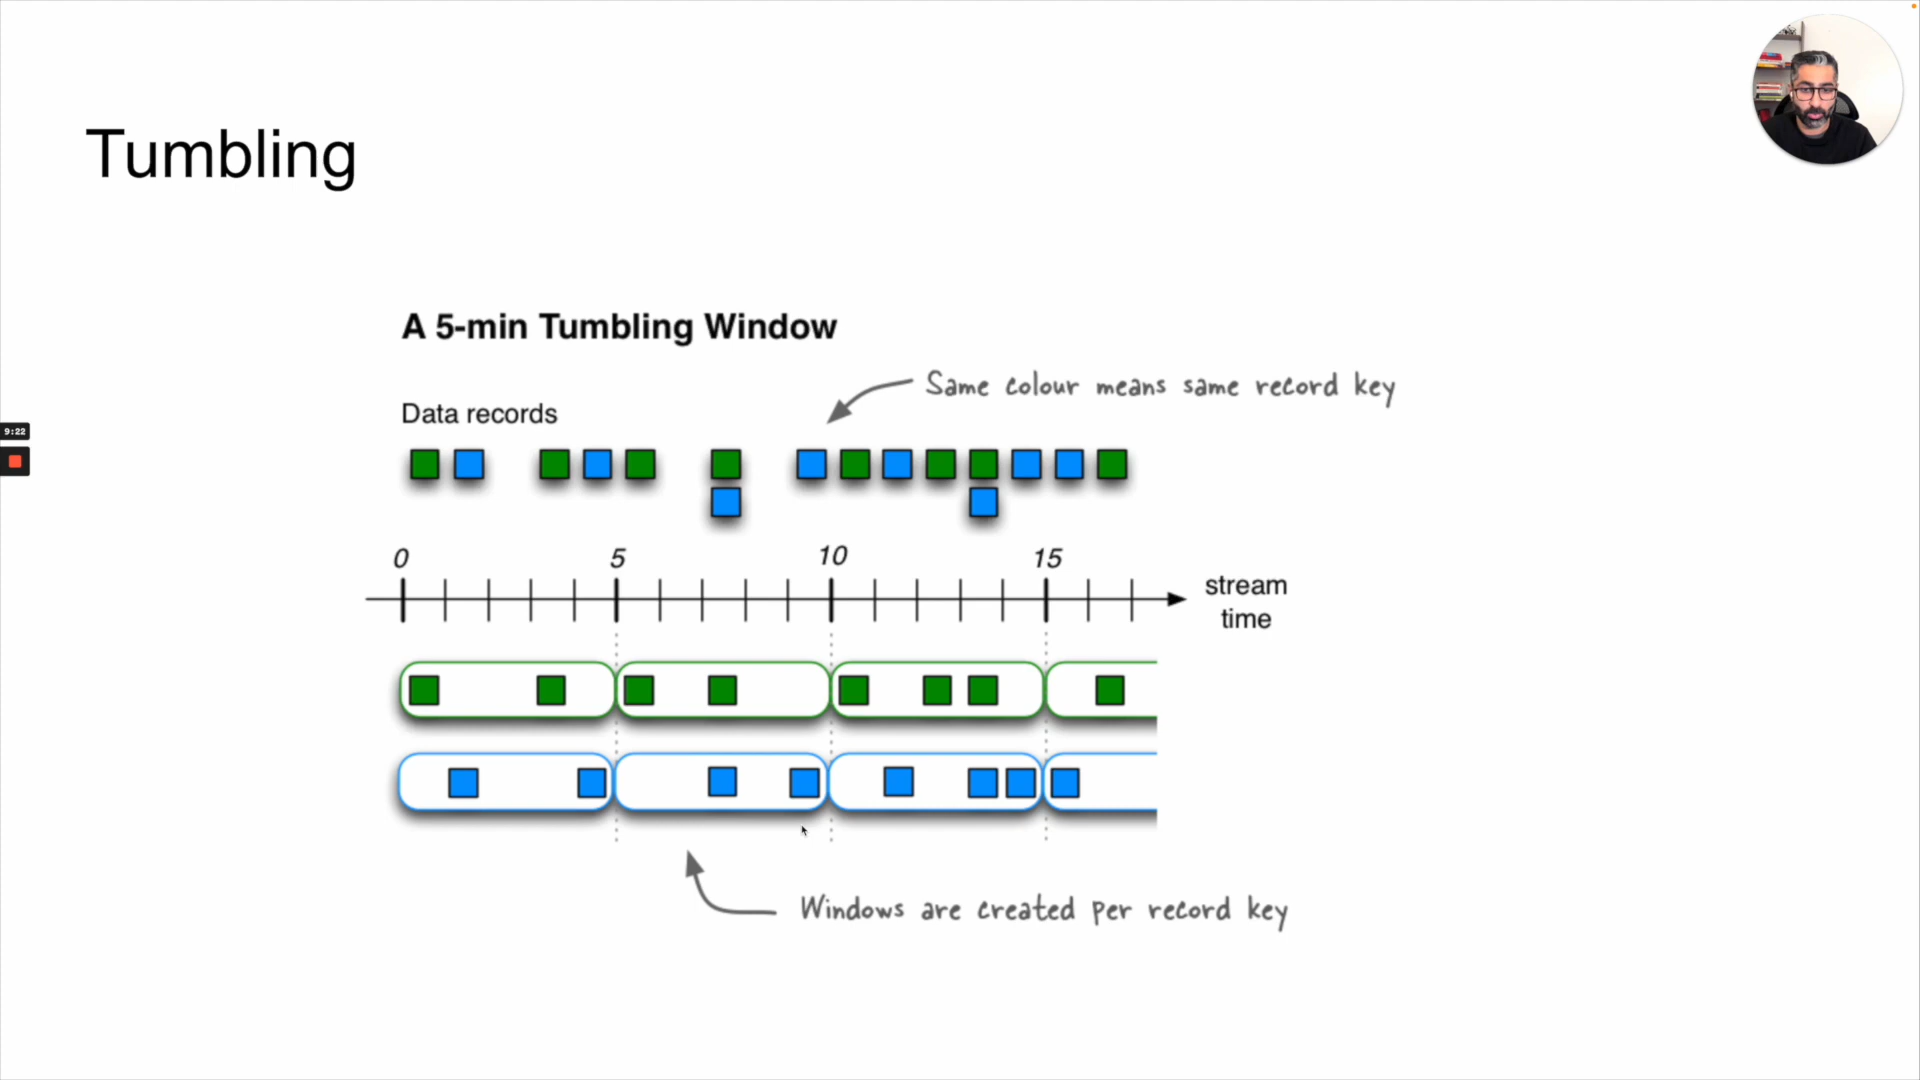 Tumbling
A 5-min Tumbling Window
Same colour means same record key
Data records
9:22
0 5 10 15
stream
time
Windows are created per record key